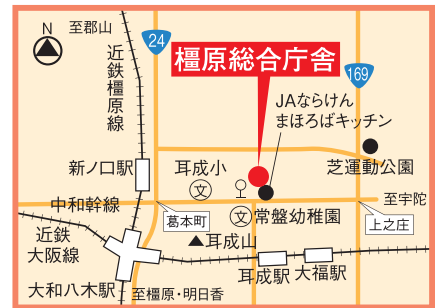 N
至郡山
24
橿原総合庁舎
169
近鉄橿原線
JAならけん
まほろばキッチン
新ノ口駅
耳成小
文
芝運動公園
中和幹線
至宇陀
葛本町
文
常盤幼稚園
上之庄
近鉄
大阪線
耳成山
耳成駅
大福駅
大和八木駅
至橿原・明日香